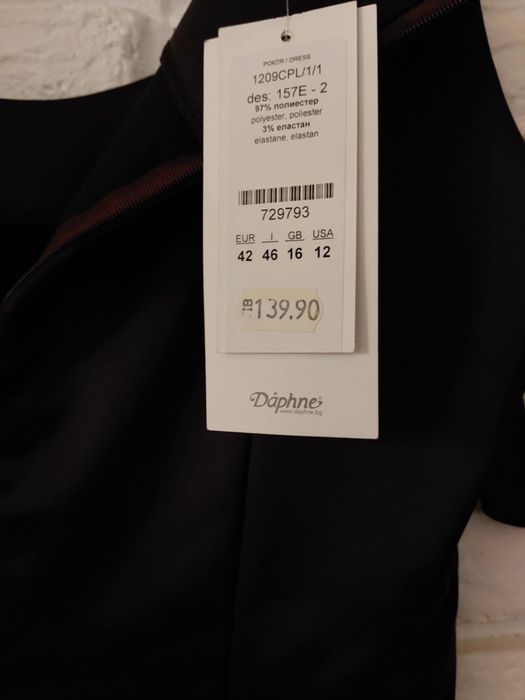 РОКЛЯ / DRESS
1209CPL/1/1
des: 157E - 2
97% полиестер
polyester, poliester
3% еластан
elastane, elastan
729793
EUR I GB USA
42 46 16 12
139.90
Dáphne
www.daphne.bg